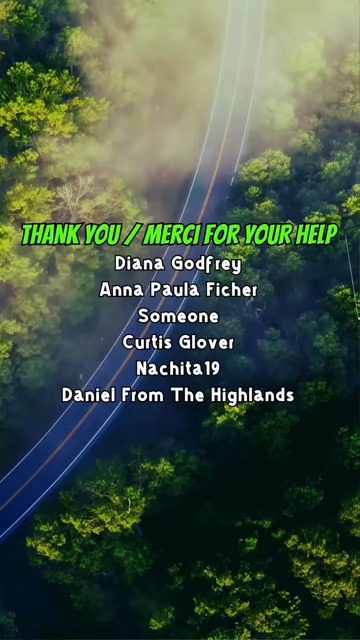 THANK YOU / MERCI FOR YOUR HELP
Diana Godfrey
Anna Paula Ficher
Someone
Curtis Glover
Nachita19
Daniel From The Highlands